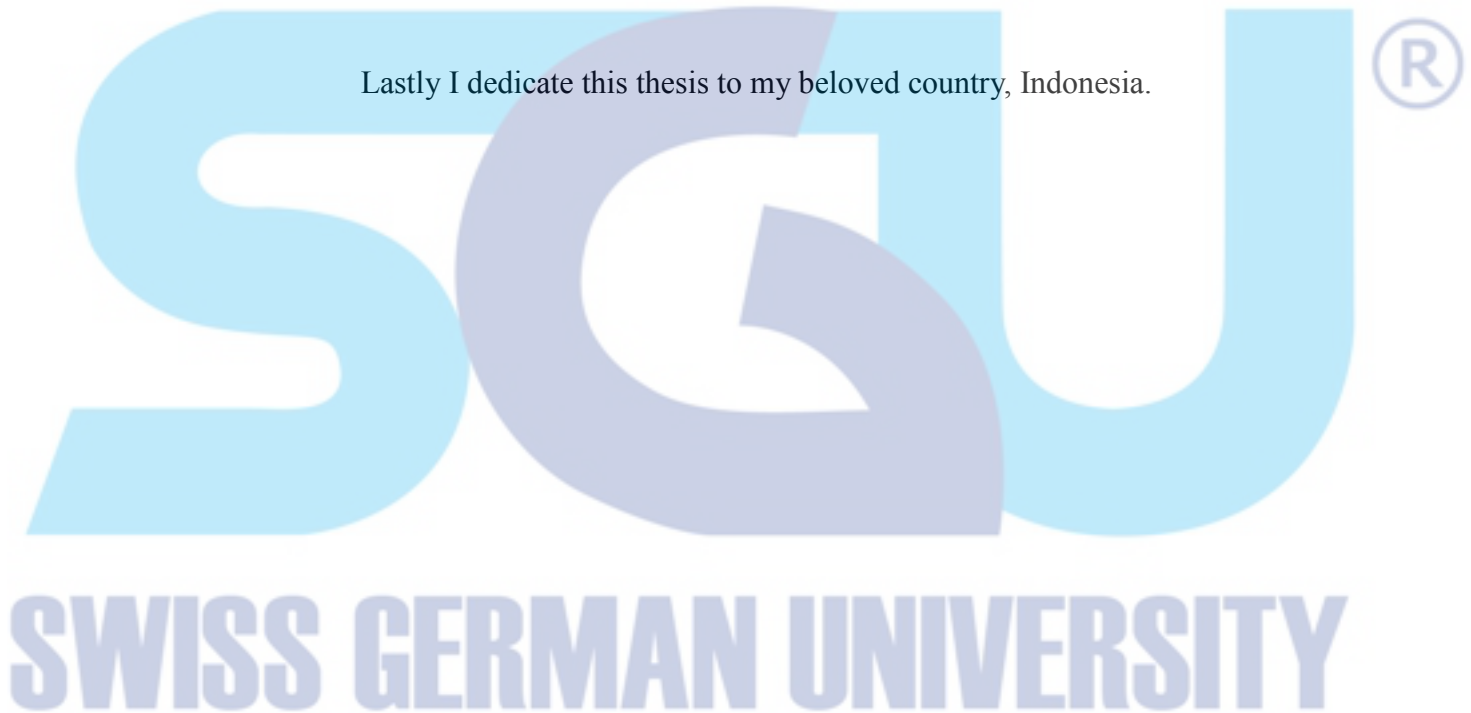 Lastly I dedicate this thesis to my beloved country, Indonesia.
SGU ®
SWISS GERMAN UNIVERSITY